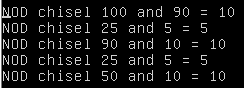 NOD chisel 100 and 90 = 10
NOD chisel 25 and 5 = 5
NOD chisel 90 and 10 = 10
NOD chisel 25 and 5 = 5
NOD chisel 50 and 10 = 10